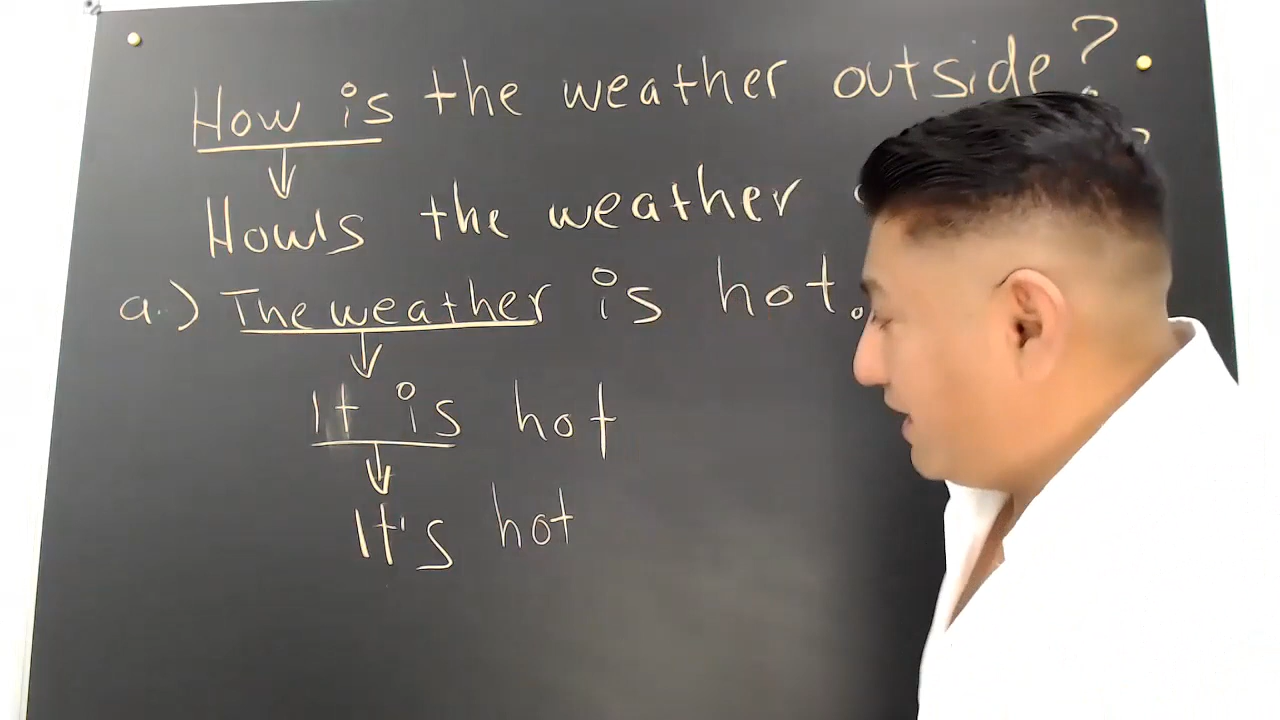 How is the weather outside?
How's the weather ?
a.) The weather is hot.
It is hot
It's hot